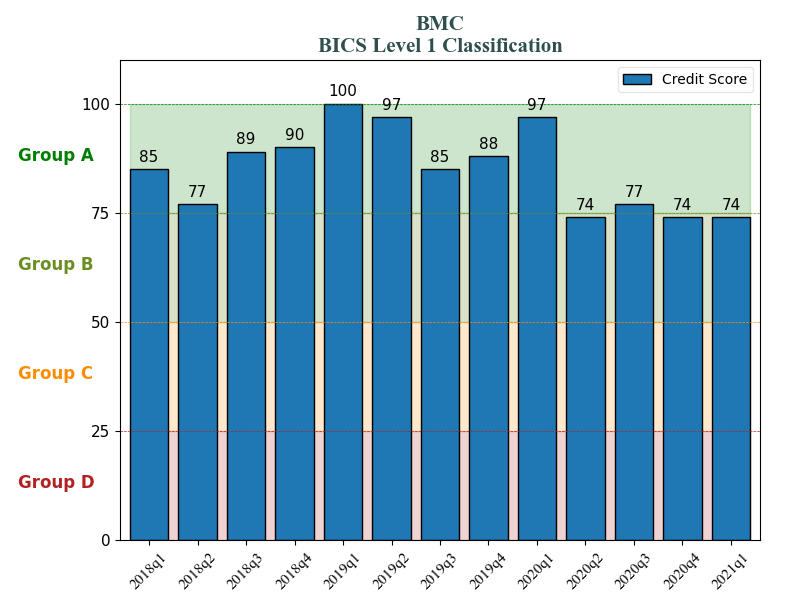 BMC
BICS Level 1 Classification
Credit Score
100
75
50
25
0
Group A
Group B
Group C
Group D
85
77
89
90
100
97
85
88
97
74
77
74
74
2018q1
2018q2
2018q3
2018q4
2019q1
2019q2
2019q3
2019q4
2020q1
2020q2
2020q3
2020q4
2021q1